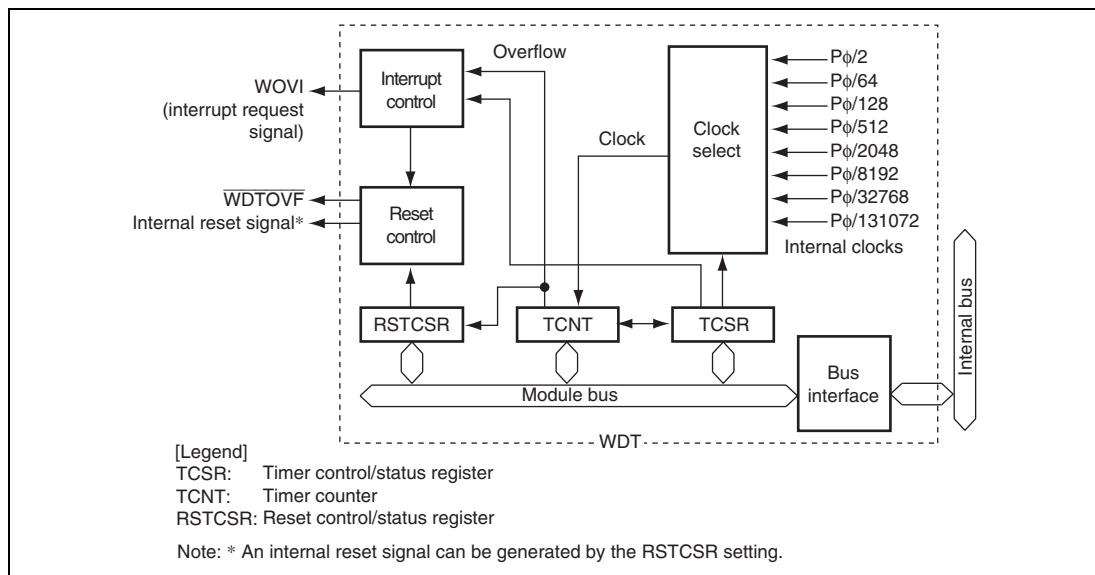 Overflow
Interrupt
control
WOVI
(interrupt request
signal)
Clock
Clock
select
Pϕ/2
Pϕ/64
Pϕ/128
Pϕ/512
Pϕ/2048
Pϕ/8192
Pϕ/32768
Pϕ/131072
Internal clocks
WDTOVF
Internal reset signal*
Reset
control
RSTCSR
TCNT
TCSR
Module bus
Bus
interface
Internal bus
WDT
[Legend]
TCSR: Timer control/status register
TCNT: Timer counter
RSTCSR: Reset control/status register
Note: * An internal reset signal can be generated by the RSTCSR setting.